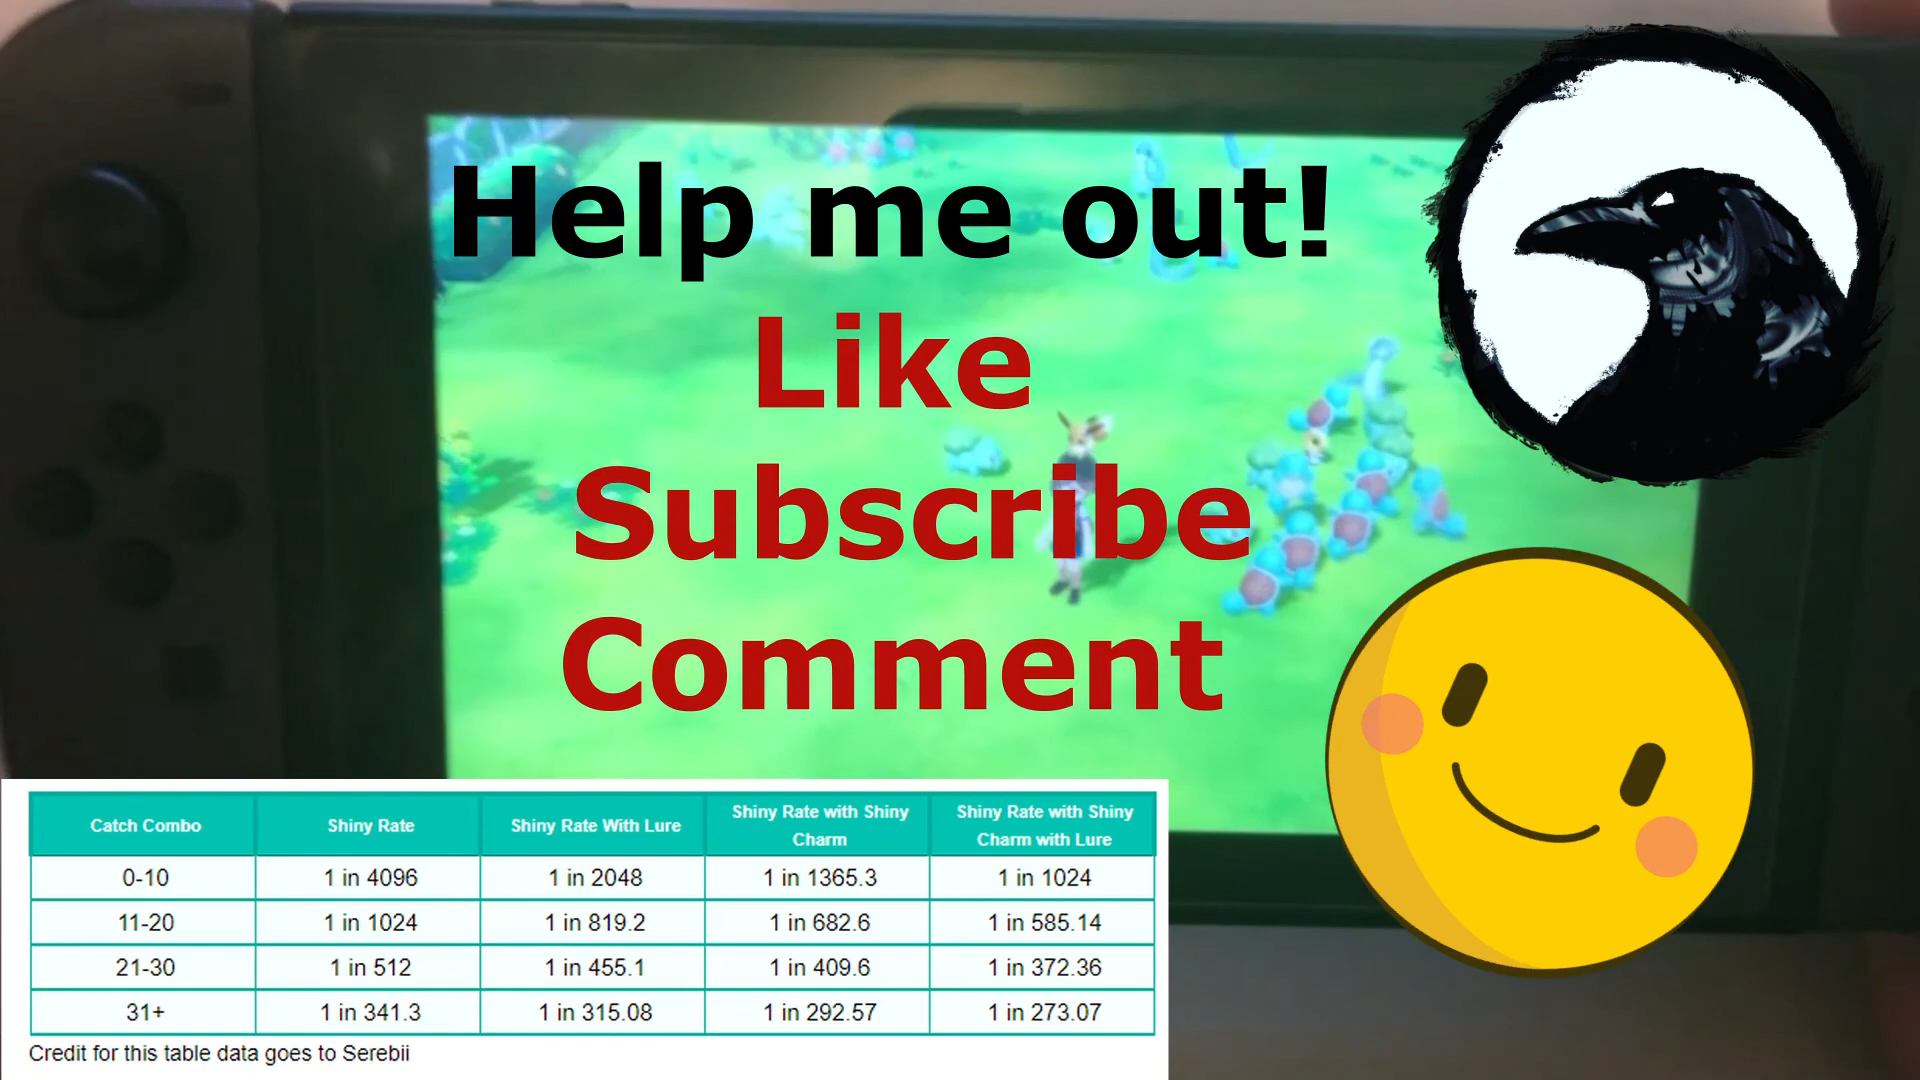 Help me out!
Like
Subscribe
Comment
Catch Combo Shiny Rate Shiny Rate With Lure Shiny Rate with Shiny Charm Shiny Rate with Shiny Charm with Lure
0-10 1 in 4096 1 in 2048 1 in 1365.3 1 in 1024
11-20 1 in 1024 1 in 819.2 1 in 682.6 1 in 585.14
21-30 1 in 512 1 in 455.1 1 in 409.6 1 in 372.36
31+ 1 in 341.3 1 in 315.08 1 in 292.57 1 in 273.07
Credit for this table data goes to Serebii